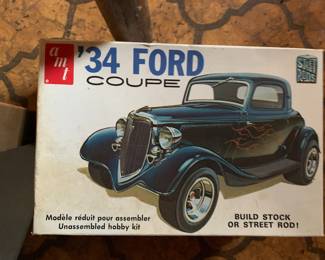 amt
'34 FORD
COUPE
Modèle réduit pour assembler
Unassembled hobby kit
BUILD STOCK
OR STREET ROD!